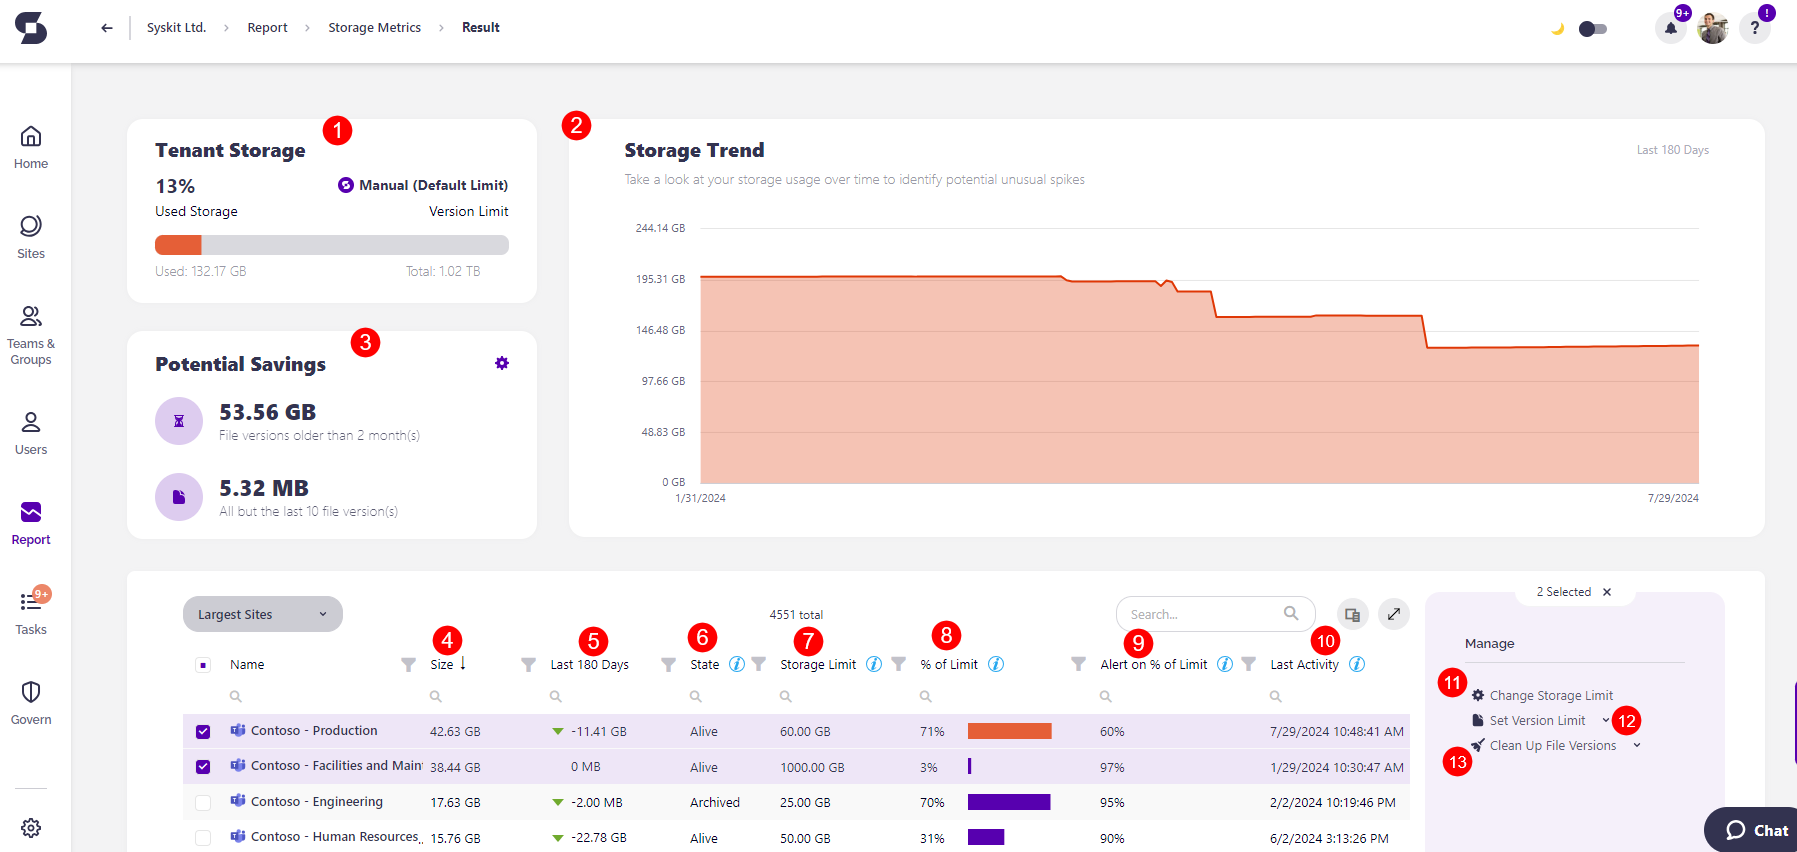 Syskit Ltd. › Report › Storage Metrics › Result
9+
!
?
Home
Sites
Teams &
Groups
Users
Report
9+
Tasks
Govern
1
Tenant Storage
13%
Manual (Default Limit)
Used Storage
Version Limit
Used: 132.17 GB
Total: 1.02 TB
2
Storage Trend
Last 180 Days
Take a look at your storage usage over time to identify potential unusual spikes
244.14 GB
195.31 GB
146.48 GB
97.66 GB
48.83 GB
0 GB
1/31/2024
7/29/2024
3
Potential Savings
53.56 GB
File versions older than 2 month(s)
5.32 MB
All but the last 10 file version(s)
Largest Sites
4551 total
Search...
4 5 6 7 8 9 10
Name Size Last 180 Days State Storage Limit % of Limit Alert on % of Limit Last Activity
Contoso - Production 42.63 GB -11.41 GB Alive 60.00 GB 71% 60% 7/29/2024 10:48:41 AM
Contoso - Facilities and Main 38.44 GB 0 MB Alive 1000.00 GB 3% 97% 1/29/2024 10:30:47 AM
Contoso - Engineering 17.63 GB -2.00 MB Archived 25.00 GB 70% 95% 2/2/2024 10:19:46 PM
Contoso - Human Resources.. 15.76 GB -22.78 GB Alive 50.00 GB 31% 90% 6/2/2024 3:13:26 PM
2 Selected
Manage
11
Change Storage Limit
Set Version Limit
12
Clean Up File Versions
13
Chat